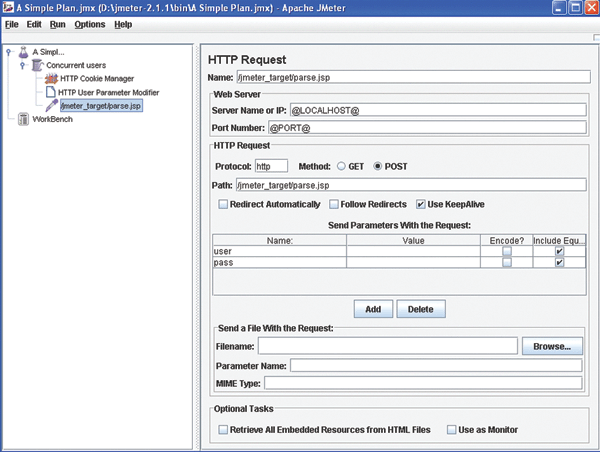 A Simple Plan.jmx (D:\jmeter-2.1.1\bin\A Simple Plan.jmx) - Apache JMeter
File Edit Run Options Help
A Simpl...
Concurrent users
HTTP Cookie Manager
HTTP User Parameter Modifier
/jmeter_target/parse.jsp
WorkBench
HTTP Request
Name: /jmeter_target/parse.jsp
Web Server
Server Name or IP: @LOCALHOST@
Port Number: @PORT@
HTTP Request
Protocol: http Method: GET POST
Path: /jmeter_target/parse.jsp
Redirect Automatically Follow Redirects Use KeepAlive
Send Parameters With the Request:
Name: Value Encode? Include Equ...
user
pass
Add Delete
Send a File With the Request:
Filename: Browse...
Parameter Name:
MIME Type:
Optional Tasks
Retrieve All Embedded Resources from HTML Files Use as Monitor